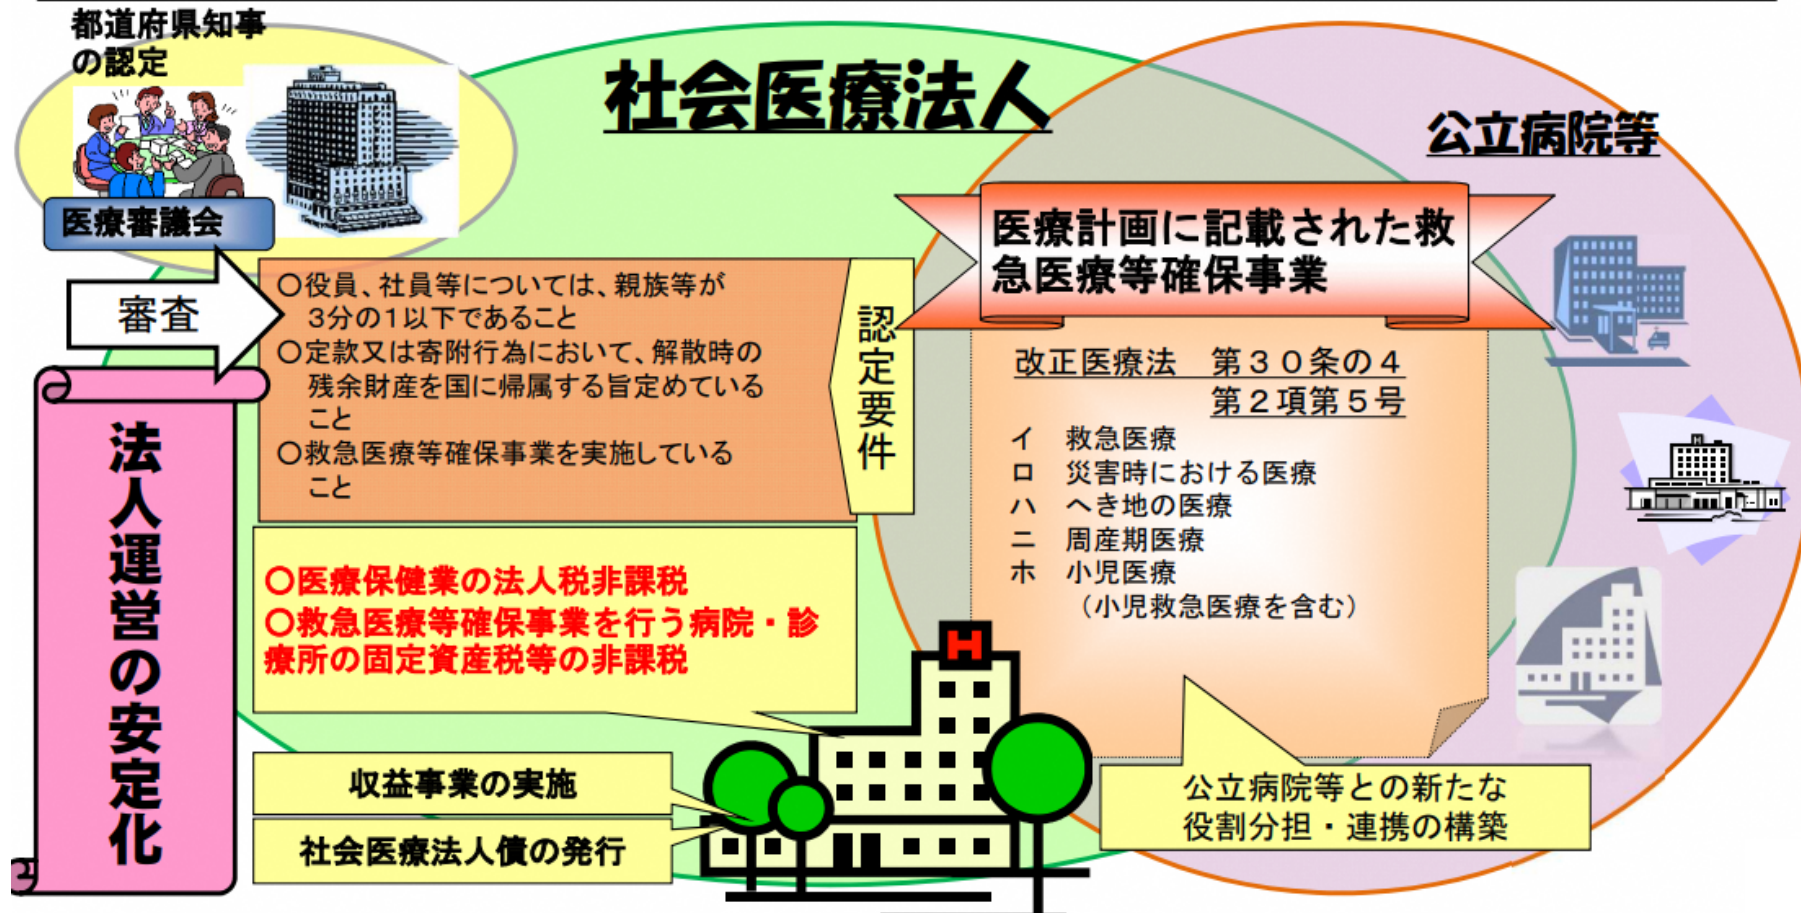 都道府県知事
の認定
医療審議会
審査
社会医療法人
公立病院等
○役員、社員等については、親族等が
3分の1以下であること
○定款又は寄附行為において、解散時の
残余財産を国に帰属する旨定めている
こと
○救急医療等確保事業を実施している
こと
認定要件
医療計画に記載された救
急医療等確保事業
改正医療法　第３０条の４
第２項第５号
イ　救急医療
ロ　災害時における医療
ハ　へき地の医療
ニ　周産期医療
ホ　小児医療
（小児救急医療を含む）
法人運営の安定化
○医療保健業の法人税非課税
○救急医療等確保事業を行う病院・診
療所の固定資産税等の非課税
収益事業の実施
社会医療法人債の発行
H
公立病院等との新たな
役割分担・連携の構築